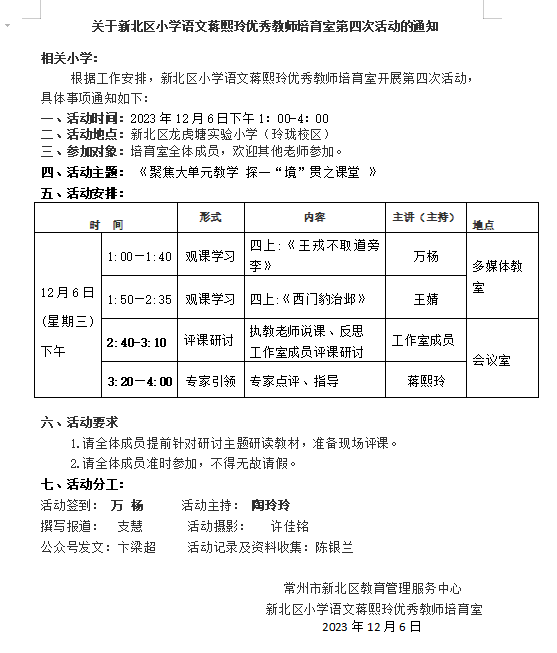 关于新北区小学语文蒋熙玲优秀教师培育室第四次活动的通知
相关小学：
根据工作安排，新北区小学语文蒋熙玲优秀教师培育室开展第四次活动，
具体事项通知如下：
一、活动时间：2023年12月6日下午1：00-4：00
二、活动地点：新北区龙虎塘实验小学（玲珑校区）
三、参加对象：培育室全体成员，欢迎其他老师参加。
四、活动主题：《聚焦大单元教学 探一“境”贯之课堂 》
五、活动安排：
时 间 形式 内容 主讲（主持） 地点
12月6日
(星期三)
下午
1:00—1:40 观课学习 四上:《王戎不取道旁
李》 万杨
多媒体教
室
1:50—2:35 观课学习 四上:《西门豹治邺》 王婧
2:40-3:10 评课研讨 执教老师说课、反思
工作室成员评课研讨 工作室成员
会议室
3:20—4:00 专家引领 专家点评、指导 蒋熙玲
六、活动要求
1.请全体成员提前针对研讨主题研读教材，准备现场评课。
2.请全体成员准时参加，不得无故请假。
七、活动分工：
活动签到： 万 杨 活动主持： 陶玲玲
撰写报道： 支慧 活动摄影： 许佳铭
公众号发文：卞梁超 活动记录及资料收集：陈银兰
常州市新北区教育管理服务中心
新北区小学语文蒋熙玲优秀教师培育室
2023年12月6日